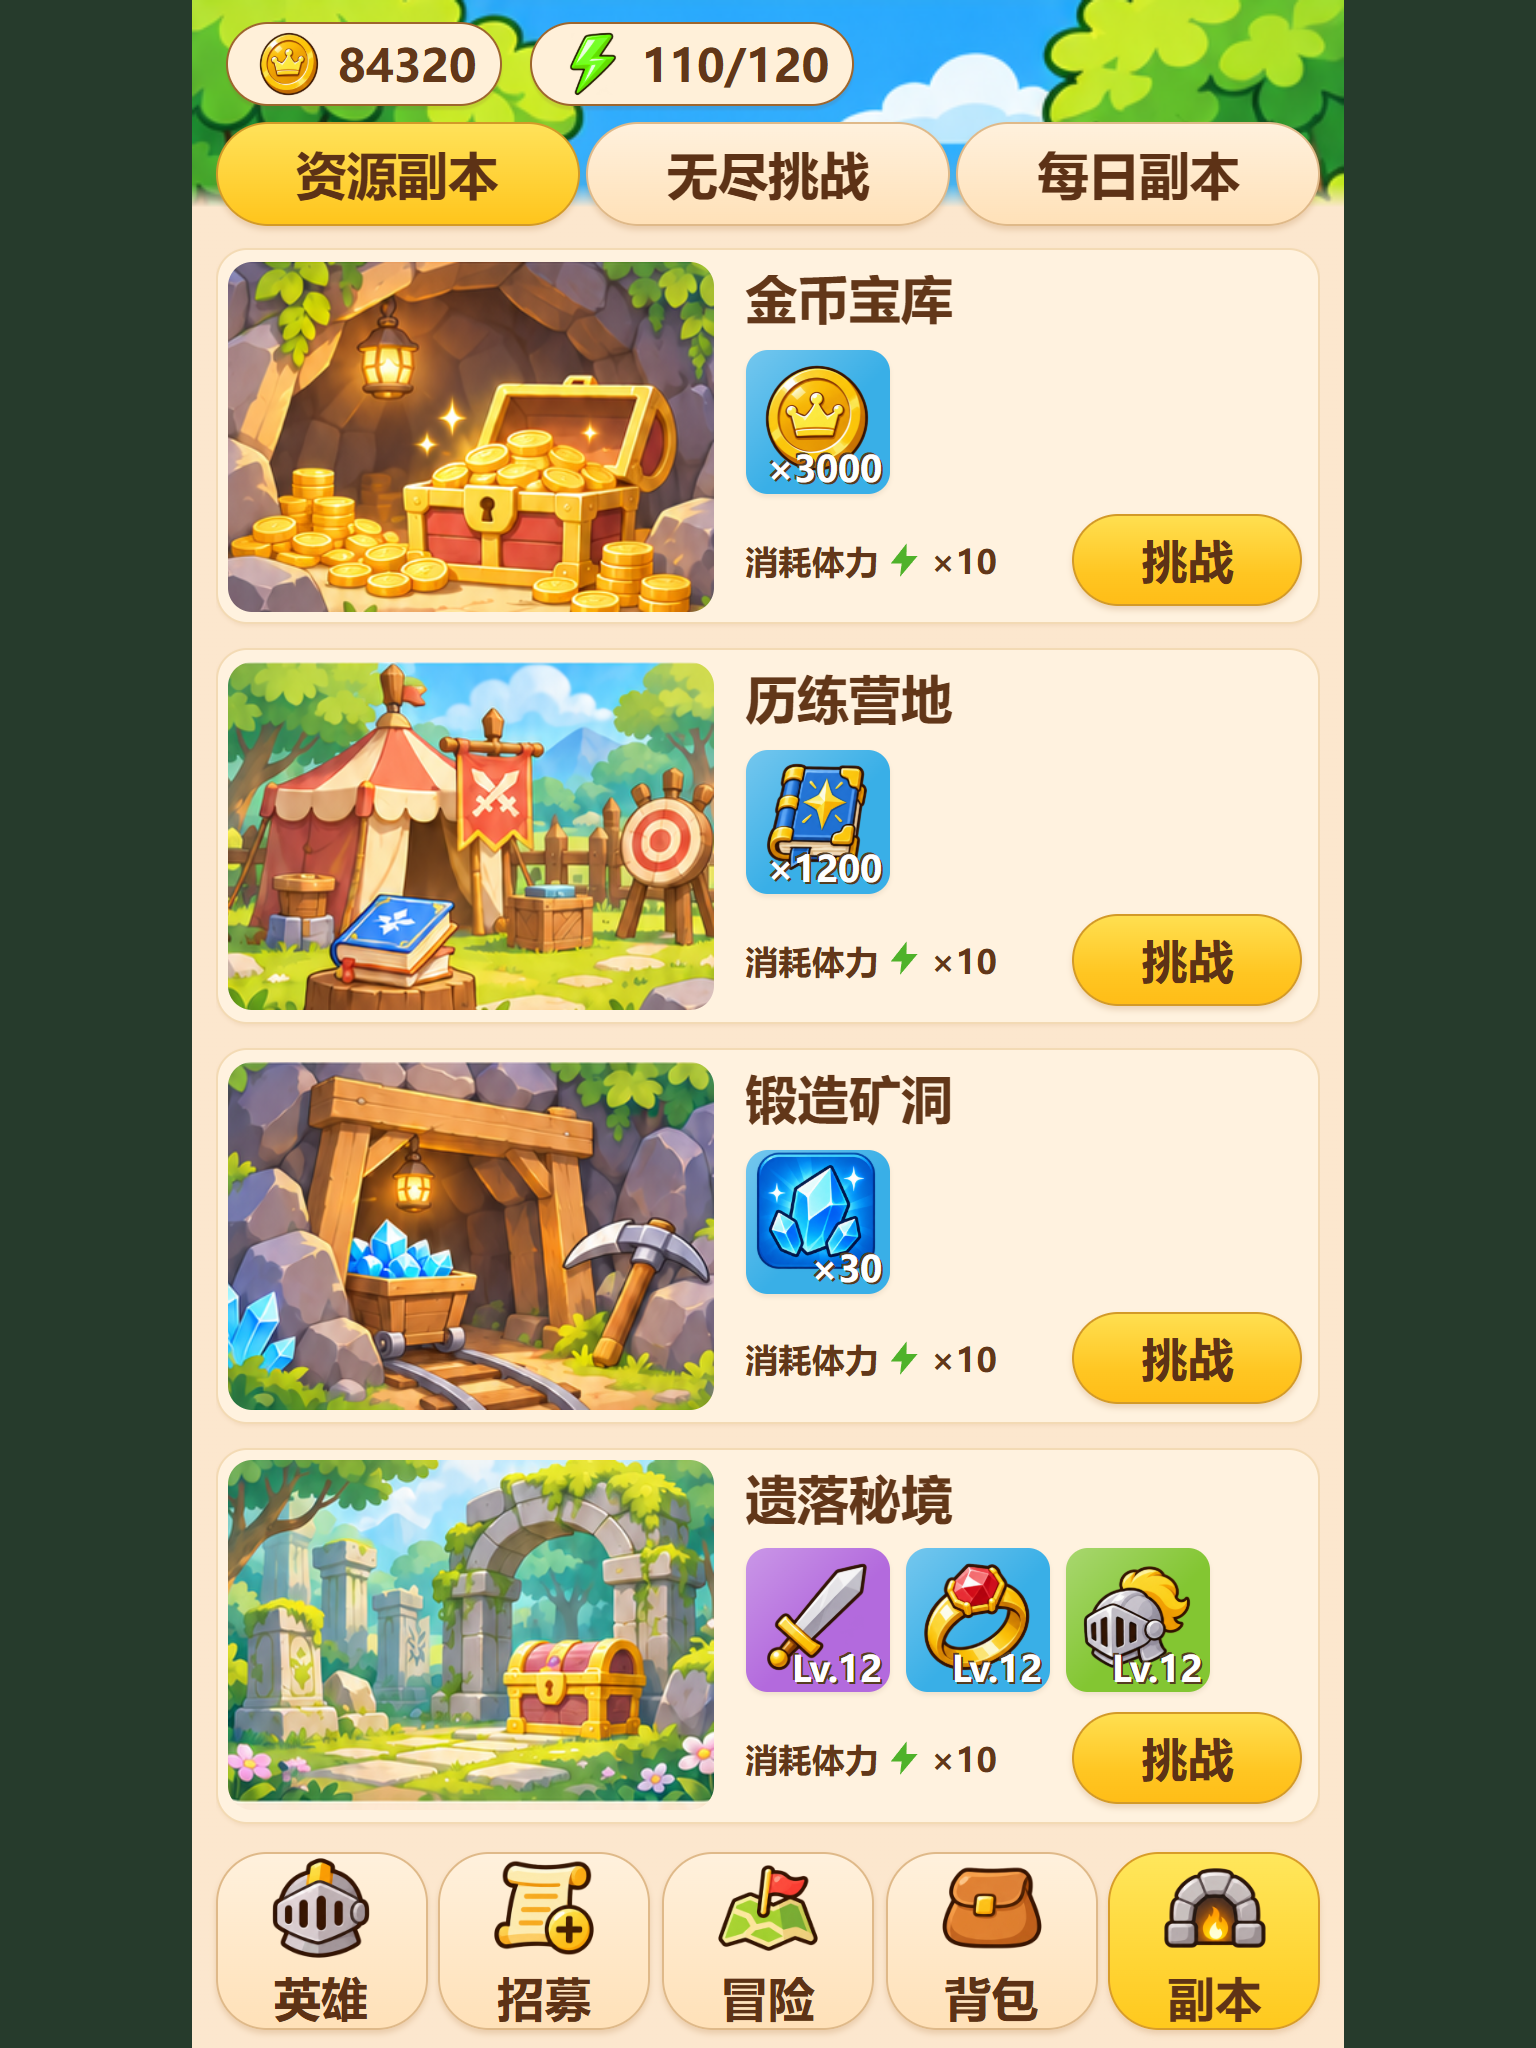 84320 110/120
资源副本 无尽挑战 每日副本
金币宝库
×3000
消耗体力 ×10 挑战
历练营地
×1200
消耗体力 ×10 挑战
锻造矿洞
×30
消耗体力 ×10 挑战
遗落秘境
Lv.12 Lv.12 Lv.12
消耗体力 ×10 挑战
英雄 招募 冒险 背包 副本